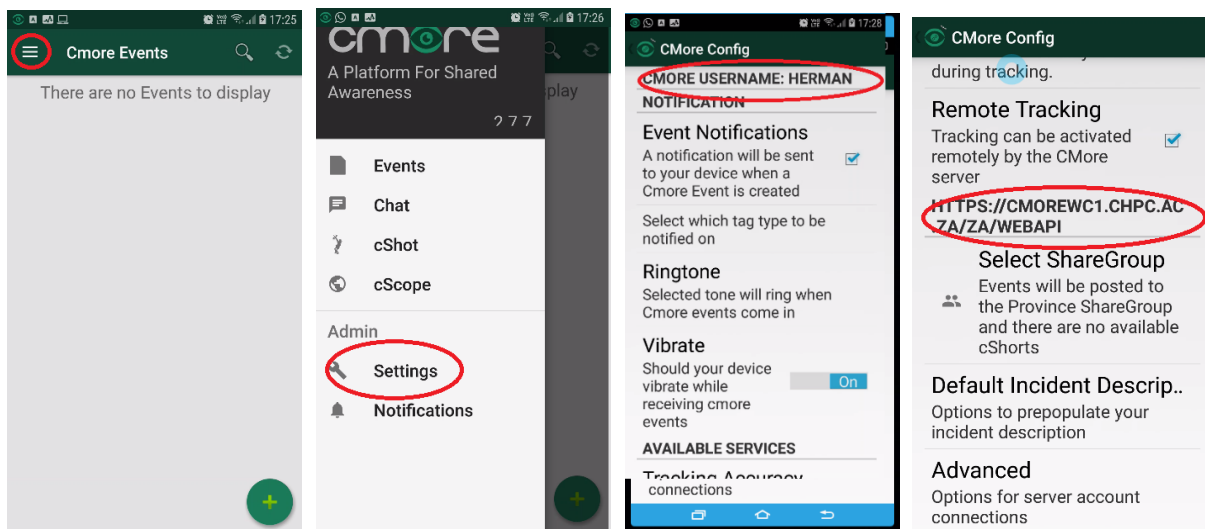 17:25
Cmore Events
There are no Events to display
17:26
cmore
A Platform For Shared
Awareness
277
play
Events
Chat
cShot
cScope
Admin
Settings
Notifications
17:28
CMore Config
CMORE USERNAME: HERMAN
NOTIFICATION
Event Notifications
A notification will be sent
to your device when a
Cmore Event is created
Select which tag type to be
notified on
Ringtone
Selected tone will ring when
Cmore events come in
Vibrate
Should your device
vibrate while
receiving cmore
events
On
AVAILABLE SERVICES
Tracking Accuracy
connections
CMore Config
during tracking.
Remote Tracking
Tracking can be activated
remotely by the CMore
server
HTTPS://CMOREWC1.CHPC.AC
.ZA/ZA/WEBAPI
Select ShareGroup
Events will be posted to
the Province ShareGroup
and there are no available
cShorts
Default Incident Descrip..
Options to prepopulate your
incident description
Advanced
Options for server account
connections